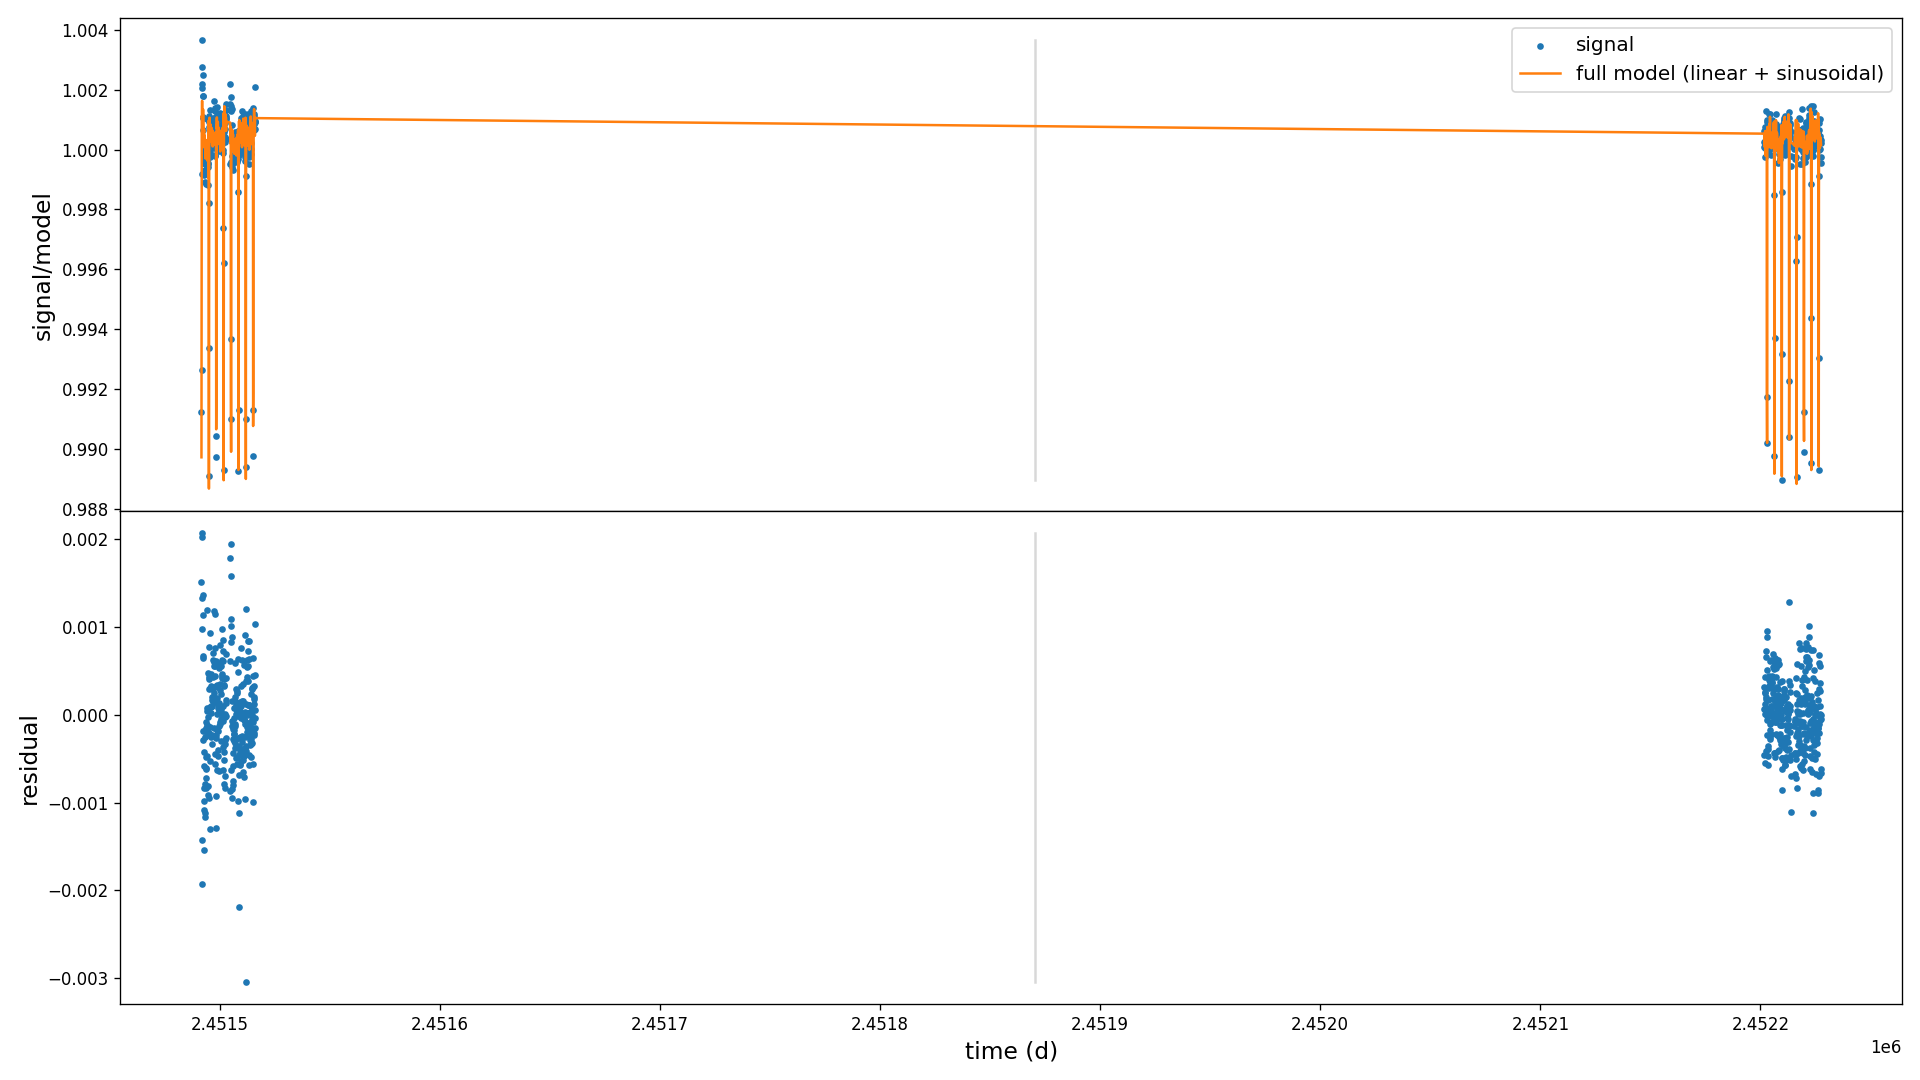 1.004
1.002
1.000
0.998
0.996
0.994
0.992
0.990
0.988
signal/model
signal
full model (linear + sinusoidal)
0.002
0.001
0.000
−0.001
−0.002
−0.003
residual
2.4515 2.4516 2.4517 2.4518 2.4519 2.4520 2.4521 2.4522
1e6
time (d)